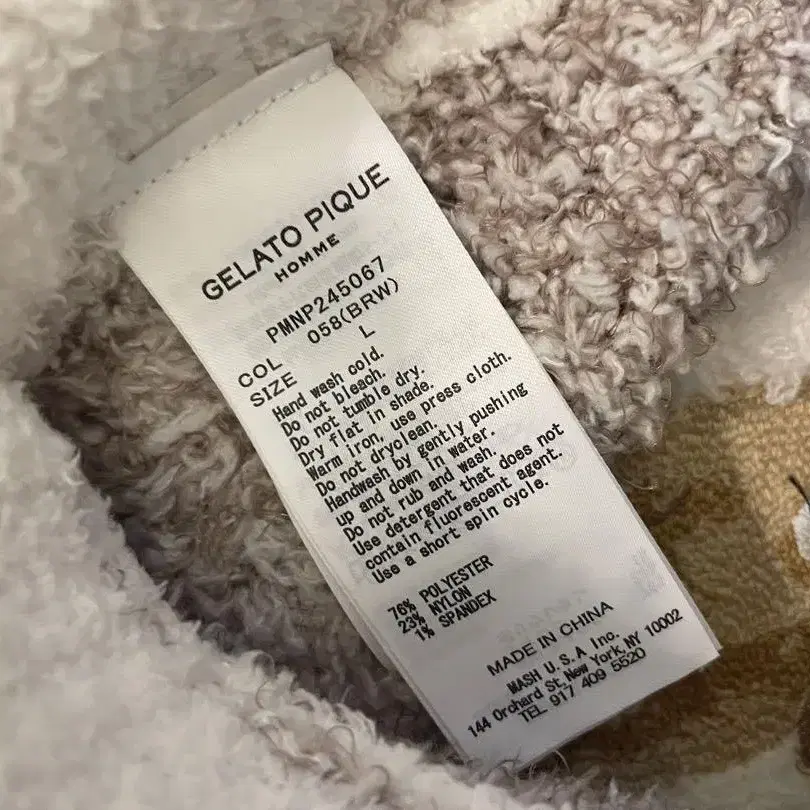 GELATO PIQUE
HOMME
PMNP245067
COL 058(BRW)
SIZE L
Hand wash cold.
Do not bleach.
Do not tumble dry.
Dry flat in shade.
Warm iron, use press cloth.
Do not dryclean.
Handwash by gently pushing
up and down in water.
Do not rub and wash.
Use detergent that does not
contain fluorescent agent.
Use a short spin cycle.
76% POLYESTER
23% NYLON
1% SPANDEX
MADE IN CHINA
MASH U.S.A Inc.
144 Orchard St, New York, NY 10002
TEL 917 409 5520